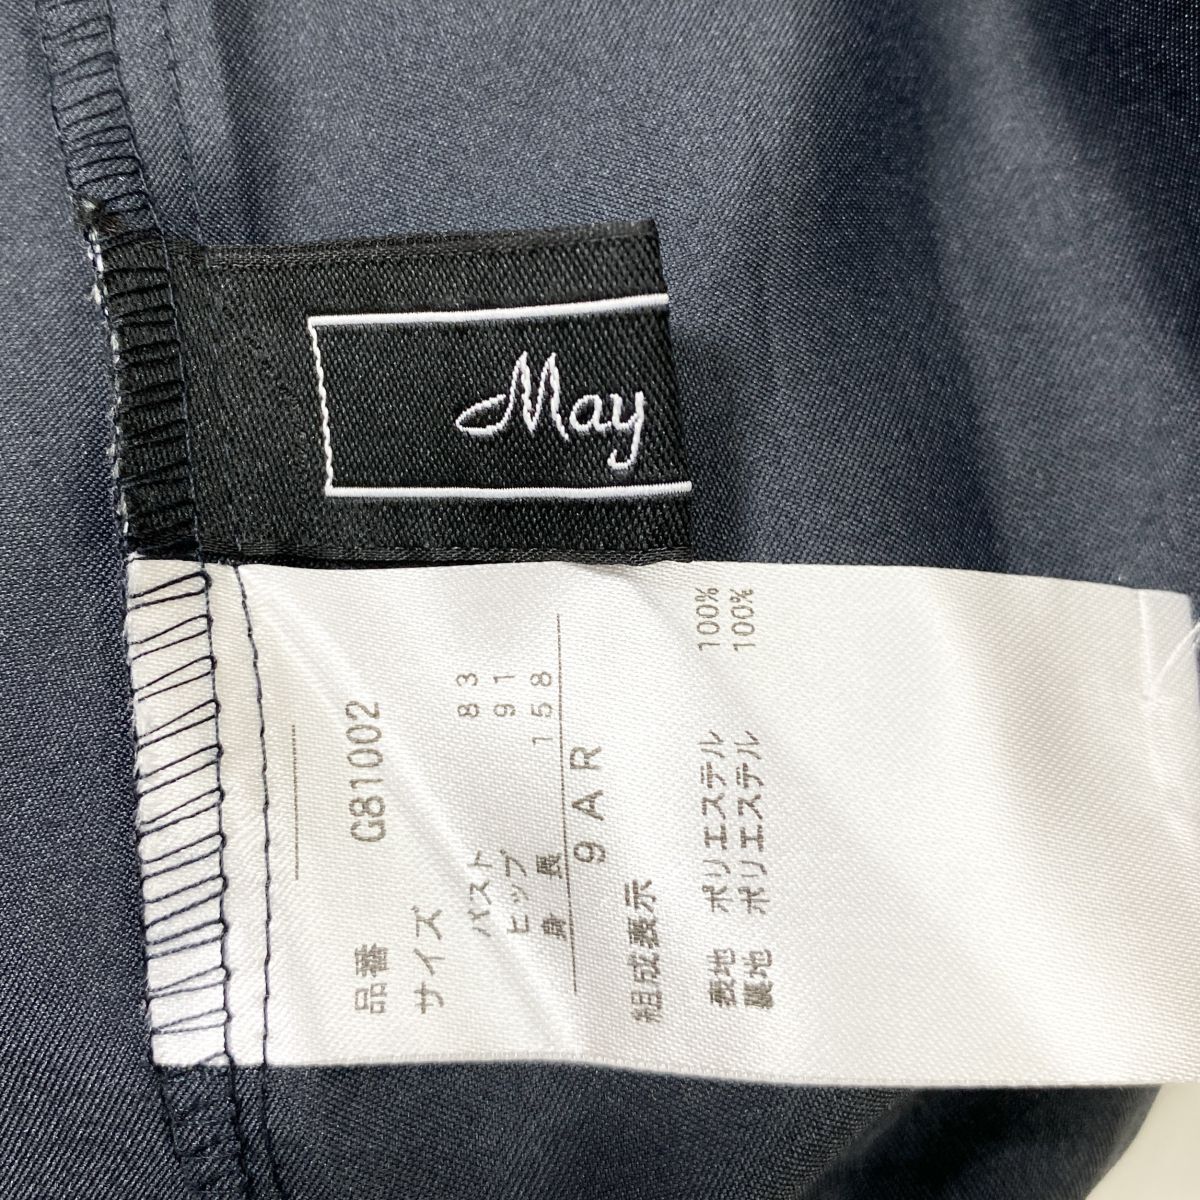 May
品番 G81002
サイズ
バスト 83
ヒップ 91
身長 158
9AR
組成表示
表地 ポリエステル 100%
裏地 ポリエステル 100%